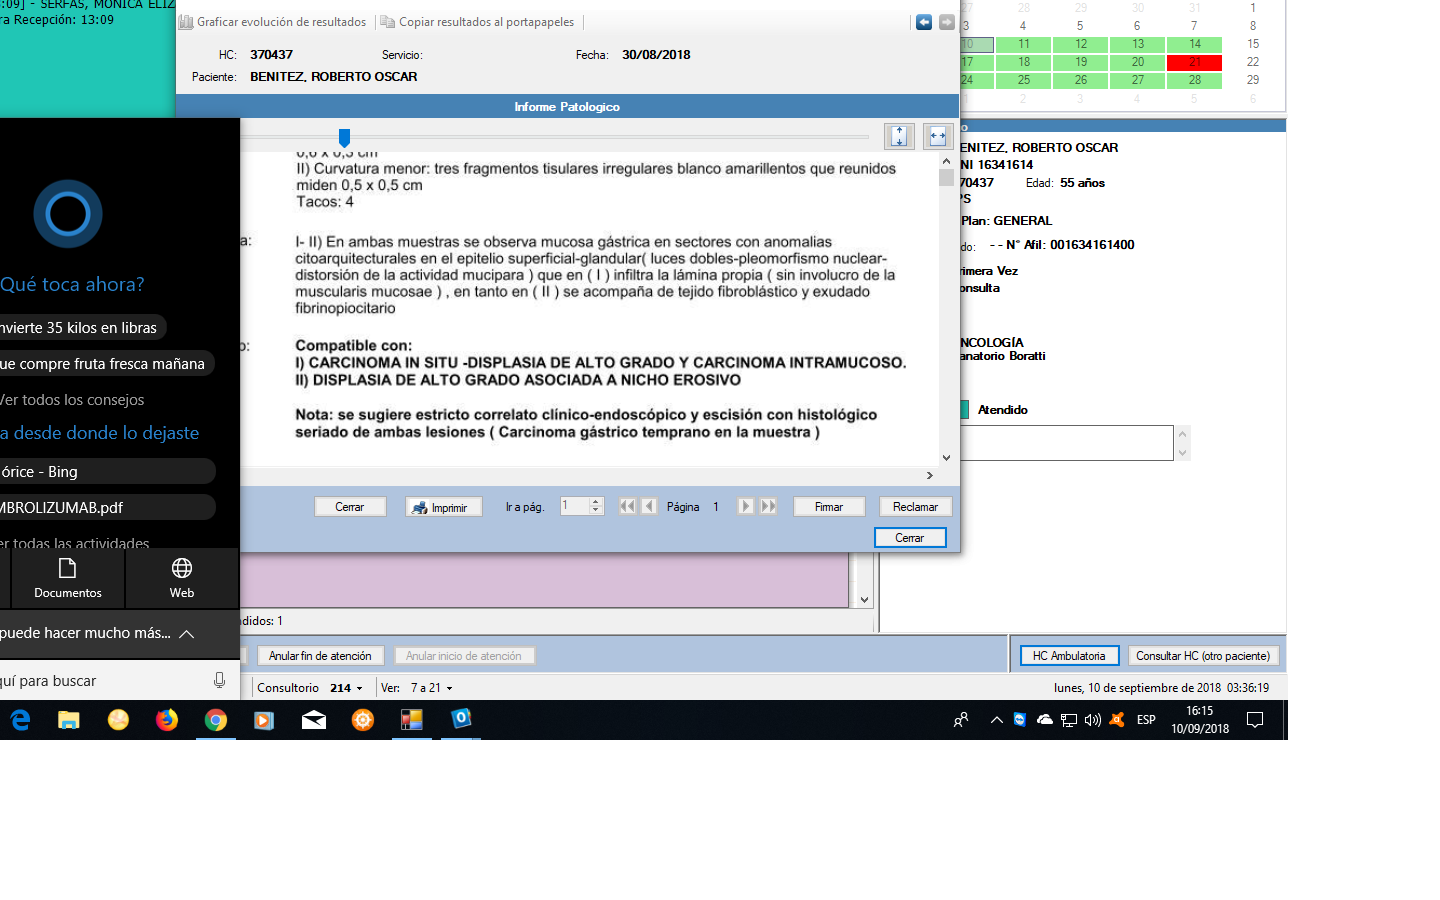 :09] - SERFAS, MONICA ELIZ
ra Recepción: 13:09
Graficar evolución de resultados
Copiar resultados al portapapeles
HC: 370437 Servicio: Fecha: 30/08/2018
Paciente: BENITEZ, ROBERTO OSCAR
Informe Patologico
0,6 x 0,5 cm
II) Curvatura menor: tres fragmentos tisulares irregulares blanco amarillentos que reunidos
miden 0,5 x 0,5 cm
Tacos: 4
a:
I- II) En ambas muestras se observa mucosa gástrica en sectores con anomalias
citoarquitecturales en el epitelio superficial-glandular( luces dobles-pleomorfismo nuclear-
distorsión de la actividad mucipara ) que en ( I ) infiltra la lámina propia ( sin involucro de la
muscularis mucosae ) , en tanto en ( II ) se acompaña de tejido fibroblástico y exudado
fibrinopiocitario
o:
Compatible con:
I) CARCINOMA IN SITU -DISPLASIA DE ALTO GRADO Y CARCINOMA INTRAMUCOSO.
II) DISPLASIA DE ALTO GRADO ASOCIADA A NICHO EROSIVO
Nota: se sugiere estricto correlato clínico-endoscópico y escisión con histológico
seriado de ambas lesiones ( Carcinoma gástrico temprano en la muestra )
Cerrar Imprimir Ir a pág. 1 Página 1 Firmar Reclamar
Cerrar
27 28 29 30 31 1
3 4 5 6 7 8
10 11 12 13 14 15
17 18 19 20 21 22
24 25 26 27 28 29
1 2 3 4 5 6
o
ENITEZ, ROBERTO OSCAR
NI 16341614
70437 Edad: 55 años
PS
Plan: GENERAL
do: - - N° Afil: 001634161400
rimera Vez
onsulta
NCOLOGÍA
anatorio Boratti
Atendido
Qué toca ahora?
nvierte 35 kilos en libras
ue compre fruta fresca mañana
Ver todos los consejos
a desde donde lo dejaste
órice - Bing
MBROLIZUMAB.pdf
er todas las actividades
Documentos
Web
puede hacer mucho más...
quí para buscar
ndidos: 1
Anular fin de atención
Anular inicio de atención
HC Ambulatoria
Consultar HC (otro paciente)
Consultorio 214 Ver: 7 a 21
lunes, 10 de septiembre de 2018 03:36:19
ESP
16:15
10/09/2018